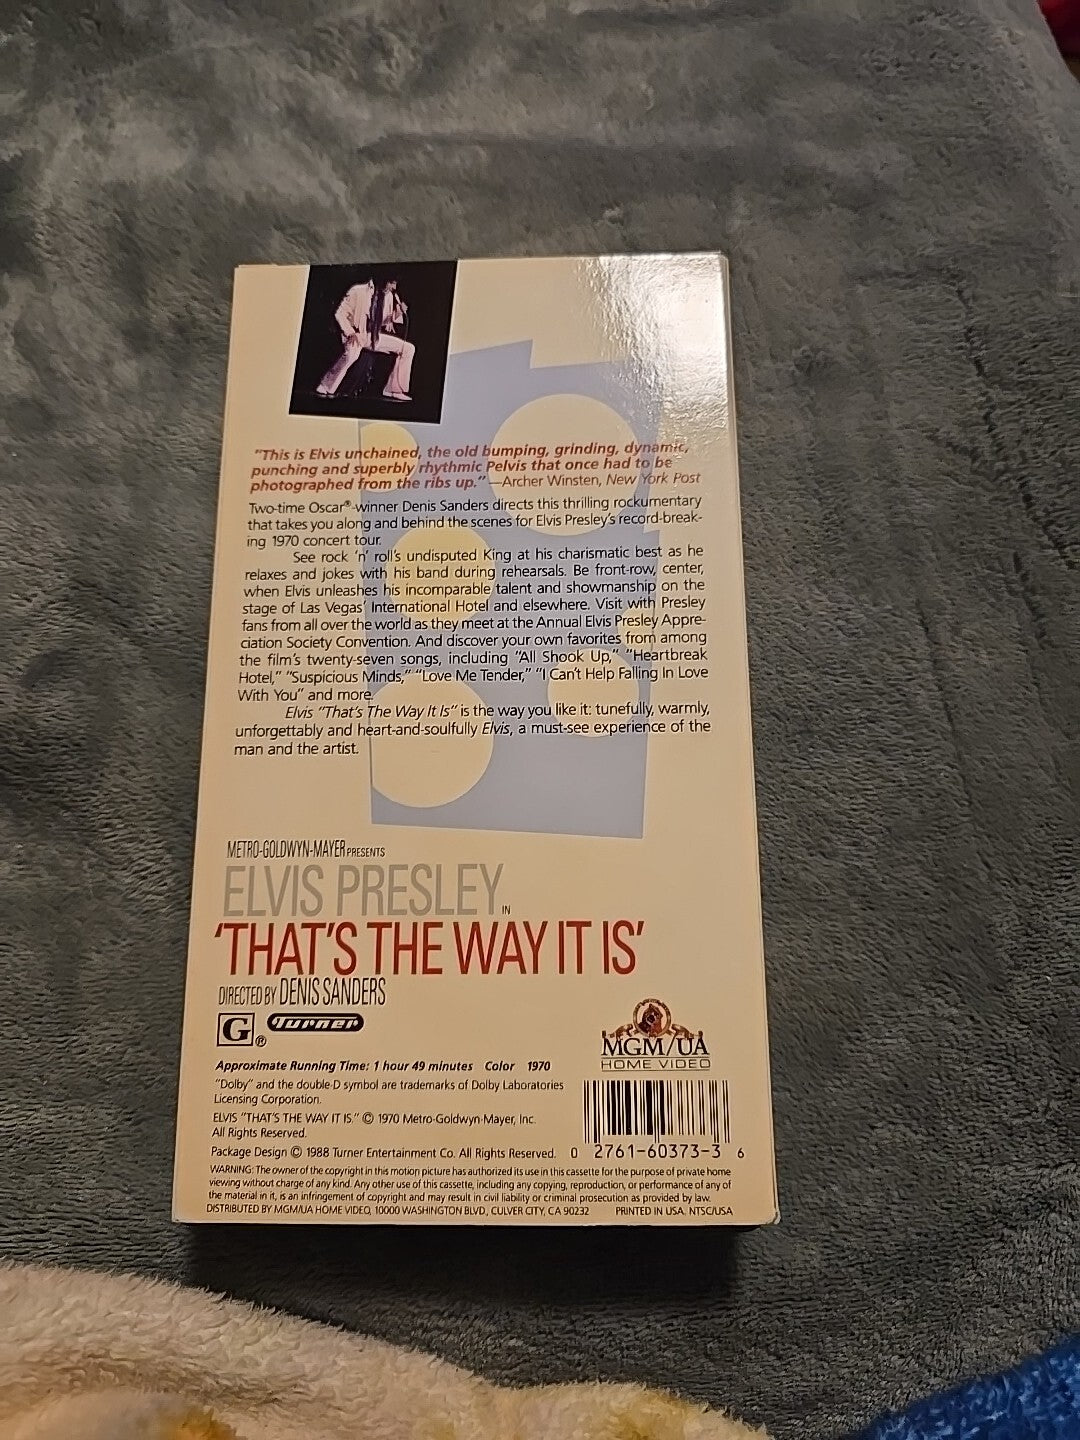 "This is Elvis unchained, the old bumping, grinding, dynamic,
punching and superbly rhythmic Pelvis that once had to be
photographed from the ribs up." —Archer Winsten, New York Post
Two-time Oscar®-winner Denis Sanders directs this thrilling rockumentary
that takes you along and behind the scenes for Elvis Presley's record-break-
ing 1970 concert tour.
See rock 'n' roll's undisputed King at his charismatic best as he
relaxes and jokes with his band during rehearsals. Be front-row, center,
when Elvis unleashes his incomparable talent and showmanship on the
stage of Las Vegas' International Hotel and elsewhere. Visit with Presley
fans from all over the world as they meet at the Annual Elvis Presley Appre-
ciation Society Convention. And discover your own favorites from among
the film's twenty-seven songs, including "All Shook Up," "Heartbreak
Hotel," "Suspicious Minds," "Love Me Tender," "I Can't Help Falling In Love
With You" and more.
Elvis "That's The Way It Is" is the way you like it: tunefully, warmly,
unforgettably and heart-and-soulfully Elvis, a must-see experience of the
man and the artist.
METRO-GOLDWYN-MAYER PRESENTS
ELVIS PRESLEY IN
'THAT'S THE WAY IT IS'
DIRECTED BY DENIS SANDERS
G ® Turner
MGM/UA
HOME VIDEO
Approximate Running Time: 1 hour 49 minutes Color 1970
"Dolby" and the double-D symbol are trademarks of Dolby Laboratories
Licensing Corporation.
ELVIS "THAT'S THE WAY IT IS." © 1970 Metro-Goldwyn-Mayer, Inc.
All Rights Reserved.
Package Design © 1988 Turner Entertainment Co. All Rights Reserved.
0 2761-60373-3 6
WARNING: The owner of the copyright in this motion picture has authorized its use in this cassette for the purpose of private home
viewing without charge of any kind. Any other use of this cassette, including any copying, reproduction, or performance of any of
the material in it, is an infringement of copyright and may result in civil liability or criminal prosecution as provided by law.
DISTRIBUTED BY MGM/UA HOME VIDEO, 10000 WASHINGTON BLVD., CULVER CITY, CA 90232 PRINTED IN USA. NTSC/USA